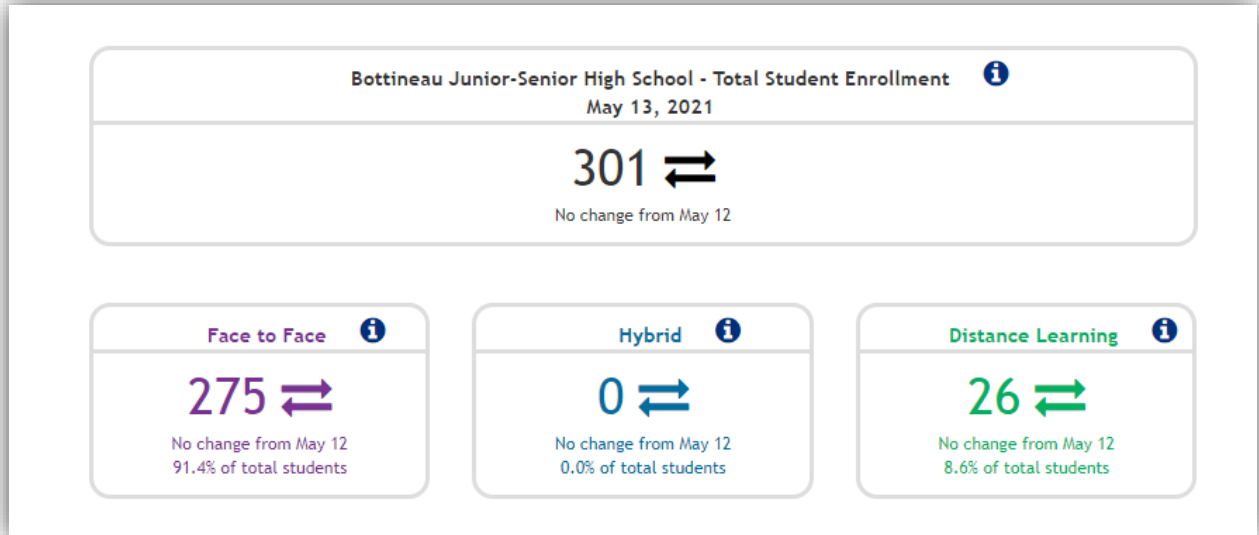 Bottineau Junior-Senior High School - Total Student Enrollment
May 13, 2021
301
No change from May 12
Face to Face
275
No change from May 12
91.4% of total students
Hybrid
0
No change from May 12
0.0% of total students
Distance Learning
26
No change from May 12
8.6% of total students